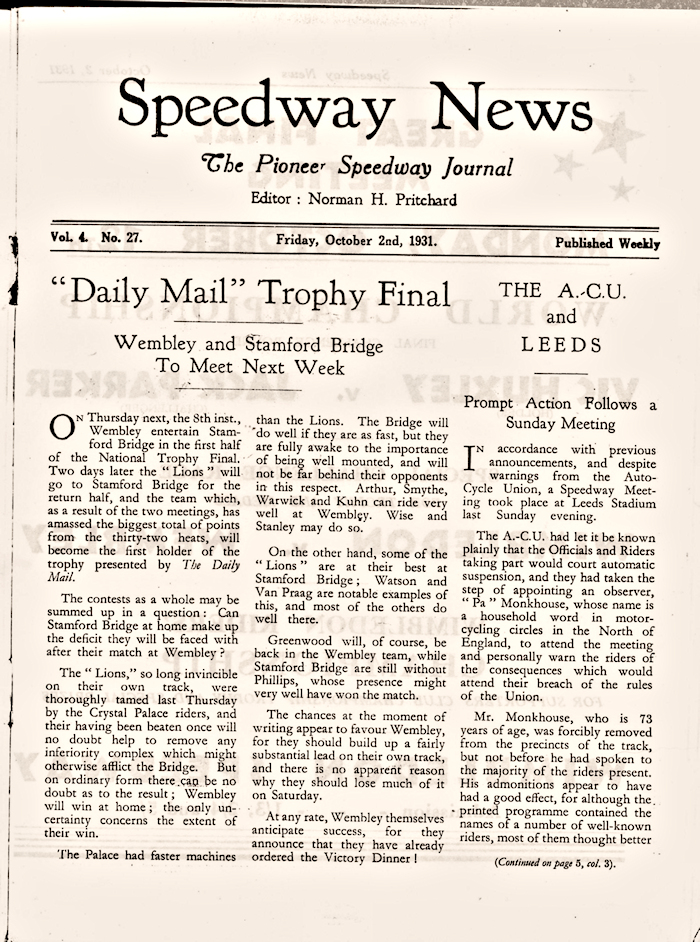 Speedway News
The Pioneer Speedway Journal
Editor : Norman H. Pritchard
Vol. 4. No. 27. Friday, October 2nd, 1931. Published Weekly
"Daily Mail" Trophy Final
Wembley and Stamford Bridge
To Meet Next Week
ON Thursday next, the 8th inst.,
Wembley entertain Stam-
ford Bridge in the first half
of the National Trophy Final.
Two days later the " Lions " will
go to Stamford Bridge for the
return half, and the team which,
as a result of the two meetings, has
amassed the biggest total of points
from the thirty-two heats, will
become the first holder of the
trophy presented by The Daily
Mail.
The contests as a whole may be
summed up in a question : Can
Stamford Bridge at home make up
the deficit they will be faced with
after their match at Wembley ?
The " Lions," so long invincible
on their own track, were
thoroughly tamed last Thursday
by the Crystal Palace riders, and
their having been beaten once will
no doubt help to remove any
inferiority complex which might
otherwise afflict the Bridge. But
on ordinary form there can be no
doubt as to the result ; Wembley
will win at home ; the only un-
certainty concerns the extent of
their win.
The Palace had faster machines
than the Lions. The Bridge will
do well if they are as fast, but they
are fully awake to the importance
of being well mounted, and will
not be far behind their opponents
in this respect. Arthur, Smythe,
Warwick and Kuhn can ride very
well at Wembley. Wise and
Stanley may do so.
On the other hand, some of the
" Lions " are at their best at
Stamford Bridge ; Watson and
Van Praag are notable examples of
this, and most of the others do
well there.
Greenwood will, of course, be
back in the Wembley team, while
Stamford Bridge are still without
Phillips, whose presence might
very well have won the match.
The chances at the moment of
writing appear to favour Wembley,
for they should build up a fairly
substantial lead on their own track,
and there is no apparent reason
why they should lose much of it
on Saturday.
At any rate, Wembley themselves
anticipate success, for they
announce that they have already
ordered the Victory Dinner !
THE A.-C.U.
and
LEEDS
Prompt Action Follows a
Sunday Meeting
IN accordance with previous
announcements, and despite
warnings from the Auto-
Cycle Union, a Speedway Meet-
ing took place at Leeds Stadium
last Sunday evening.
The A.-C.U. had let it be known
plainly that the Officials and Riders
taking part would court automatic
suspension, and they had taken the
step of appointing an observer,
" Pa " Monkhouse, whose name is
a household word in motor-
cycling circles in the North of
England, to attend the meeting
and personally warn the riders of
the consequences which would
attend their breach of the rules
of the Union.
Mr. Monkhouse, who is 73
years of age, was forcibly removed
from the precincts of the track,
but not before he had spoken to
the majority of the riders present.
His admonitions appear to have
had a good effect, for although the
printed programme contained the
names of a number of well-known
riders, most of them thought better
(Continued on page 5, col. 3).